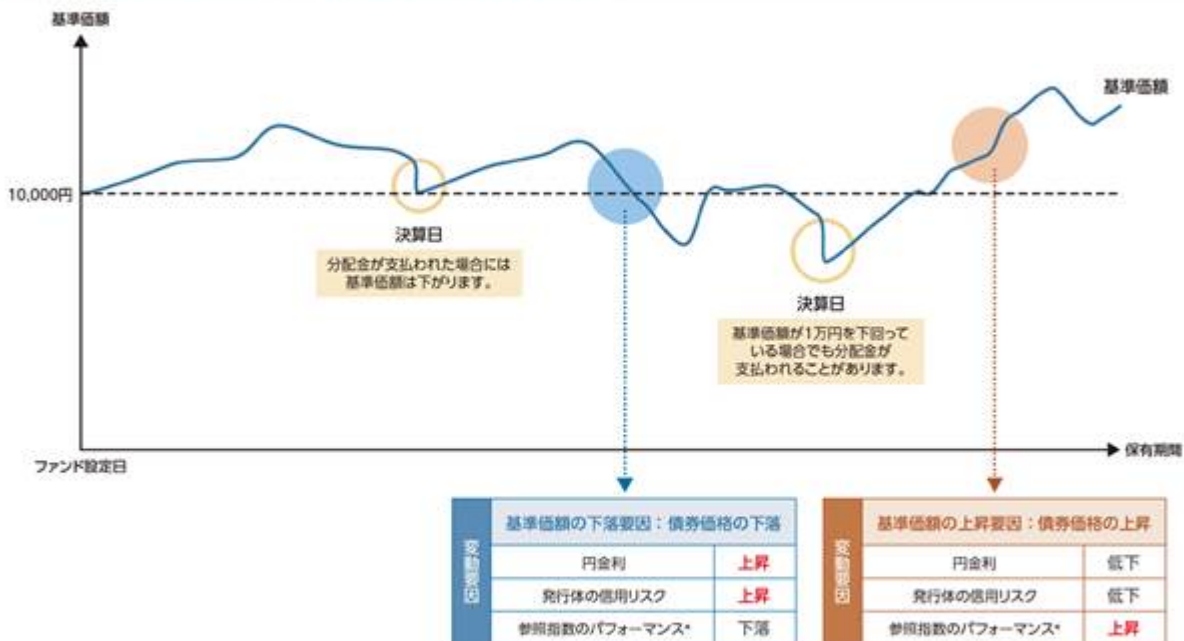 基準価額
基準価額
10,000円
決算日
分配金が支払われた場合には
基準価額は下がります。
決算日
基準価額が1万円を下回って
いる場合でも分配金が
支払われることがあります。
ファンド設定日
保有期間
変動要因
基準価額の下落要因：債券価格の下落
円金利 上昇
発行体の信用リスク 上昇
参照指数のパフォーマンス* 下落
変動要因
基準価額の上昇要因：債券価格の上昇
円金利 低下
発行体の信用リスク 低下
参照指数のパフォーマンス* 上昇